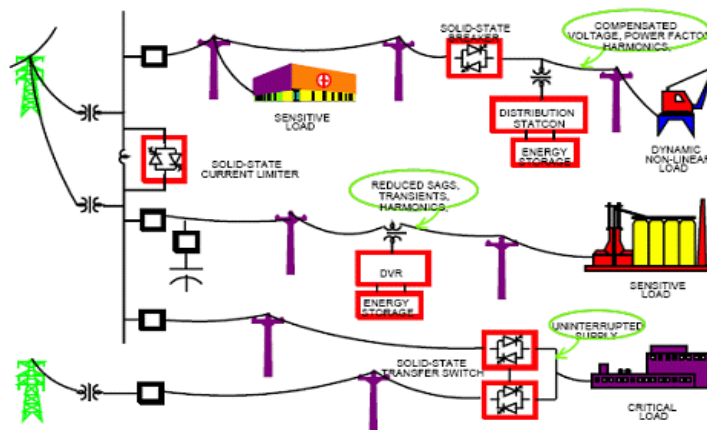 SOLID-STATE
BREAKER
COMPENSATED
VOLTAGE, POWER FACTOR
HARMONICS,
SENSITIVE
LOAD
DISTRIBUTION
STATCON
ENERGY
STORAGE
DYNAMIC
NON-LINEAR
LOAD
SOLID-STATE
CURRENT LIMITER
REDUCED SAGS,
TRANSIENTS,
HARMONICS,
DVR
ENERGY
STORAGE
SENSITIVE
LOAD
UNINTERRUPTED
SUPPLY
SOLID-STATE
TRANSFER SWITCH
CRITICAL
LOAD